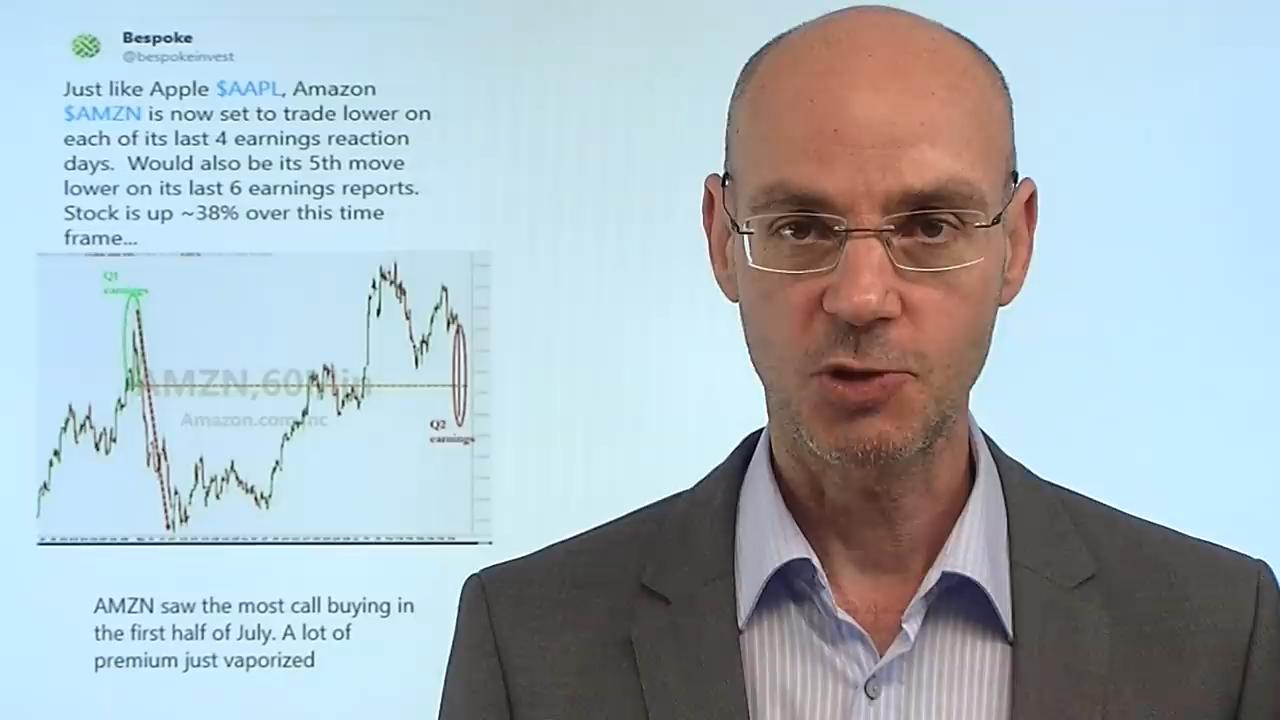 Bespoke
@bespokeinvest
Just like Apple $AAPL, Amazon
$AMZN is now set to trade lower on
each of its last 4 earnings reaction
days. Would also be its 5th move
lower on its last 6 earnings reports.
Stock is up ~38% over this time
frame...
Q1
earnings
AMZN,60Min
Amazon.com Inc
Q2
earnings
AMZN saw the most call buying in
the first half of July. A lot of
premium just vaporized